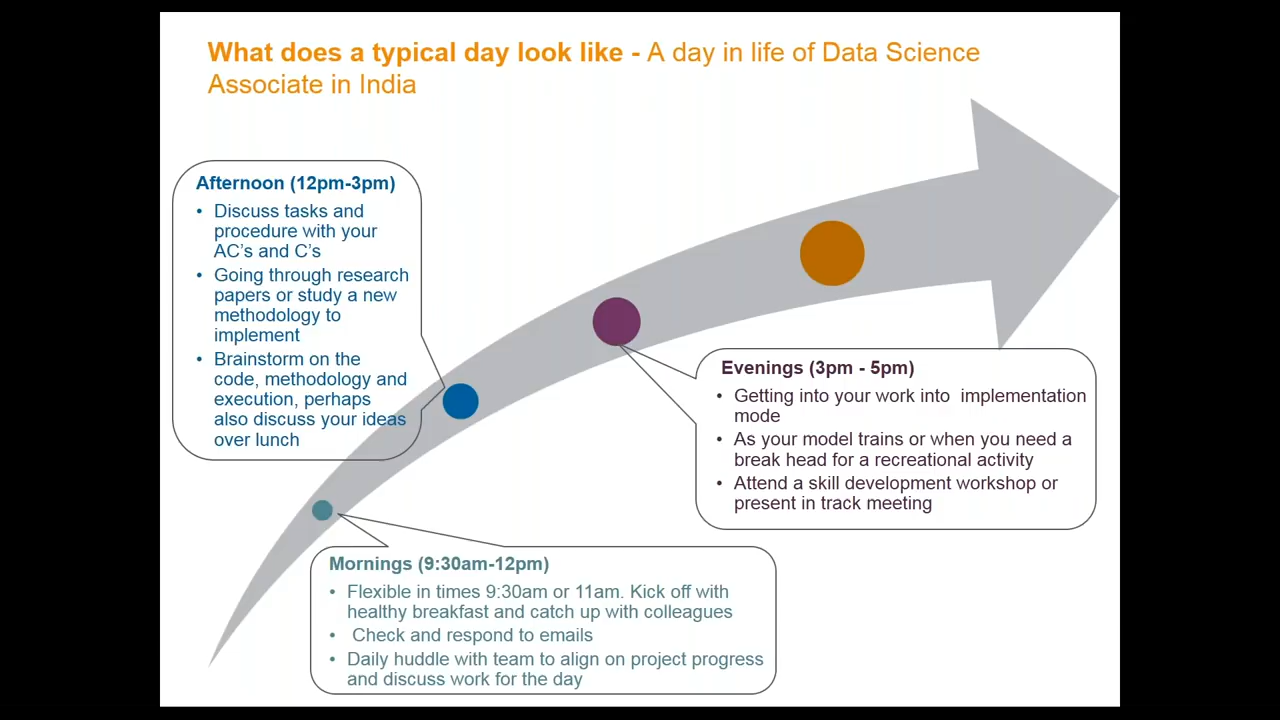 What does a typical day look like - A day in life of Data Science
Associate in India
Afternoon (12pm-3pm)
• Discuss tasks and
procedure with your
AC's and C's
• Going through research
papers or study a new
methodology to
implement
• Brainstorm on the
code, methodology and
execution, perhaps
also discuss your ideas
over lunch
Evenings (3pm - 5pm)
• Getting into your work into implementation
mode
• As your model trains or when you need a
break head for a recreational activity
• Attend a skill development workshop or
present in track meeting
Mornings (9:30am-12pm)
• Flexible in times 9:30am or 11am. Kick off with
healthy breakfast and catch up with colleagues
• Check and respond to emails
• Daily huddle with team to align on project progress
and discuss work for the day